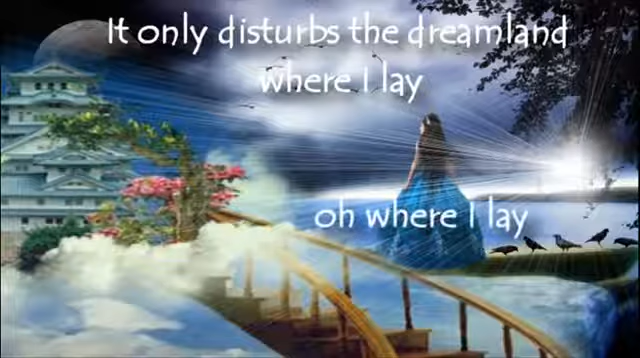 It only disturbs the dreamland
where I lay
oh where I lay